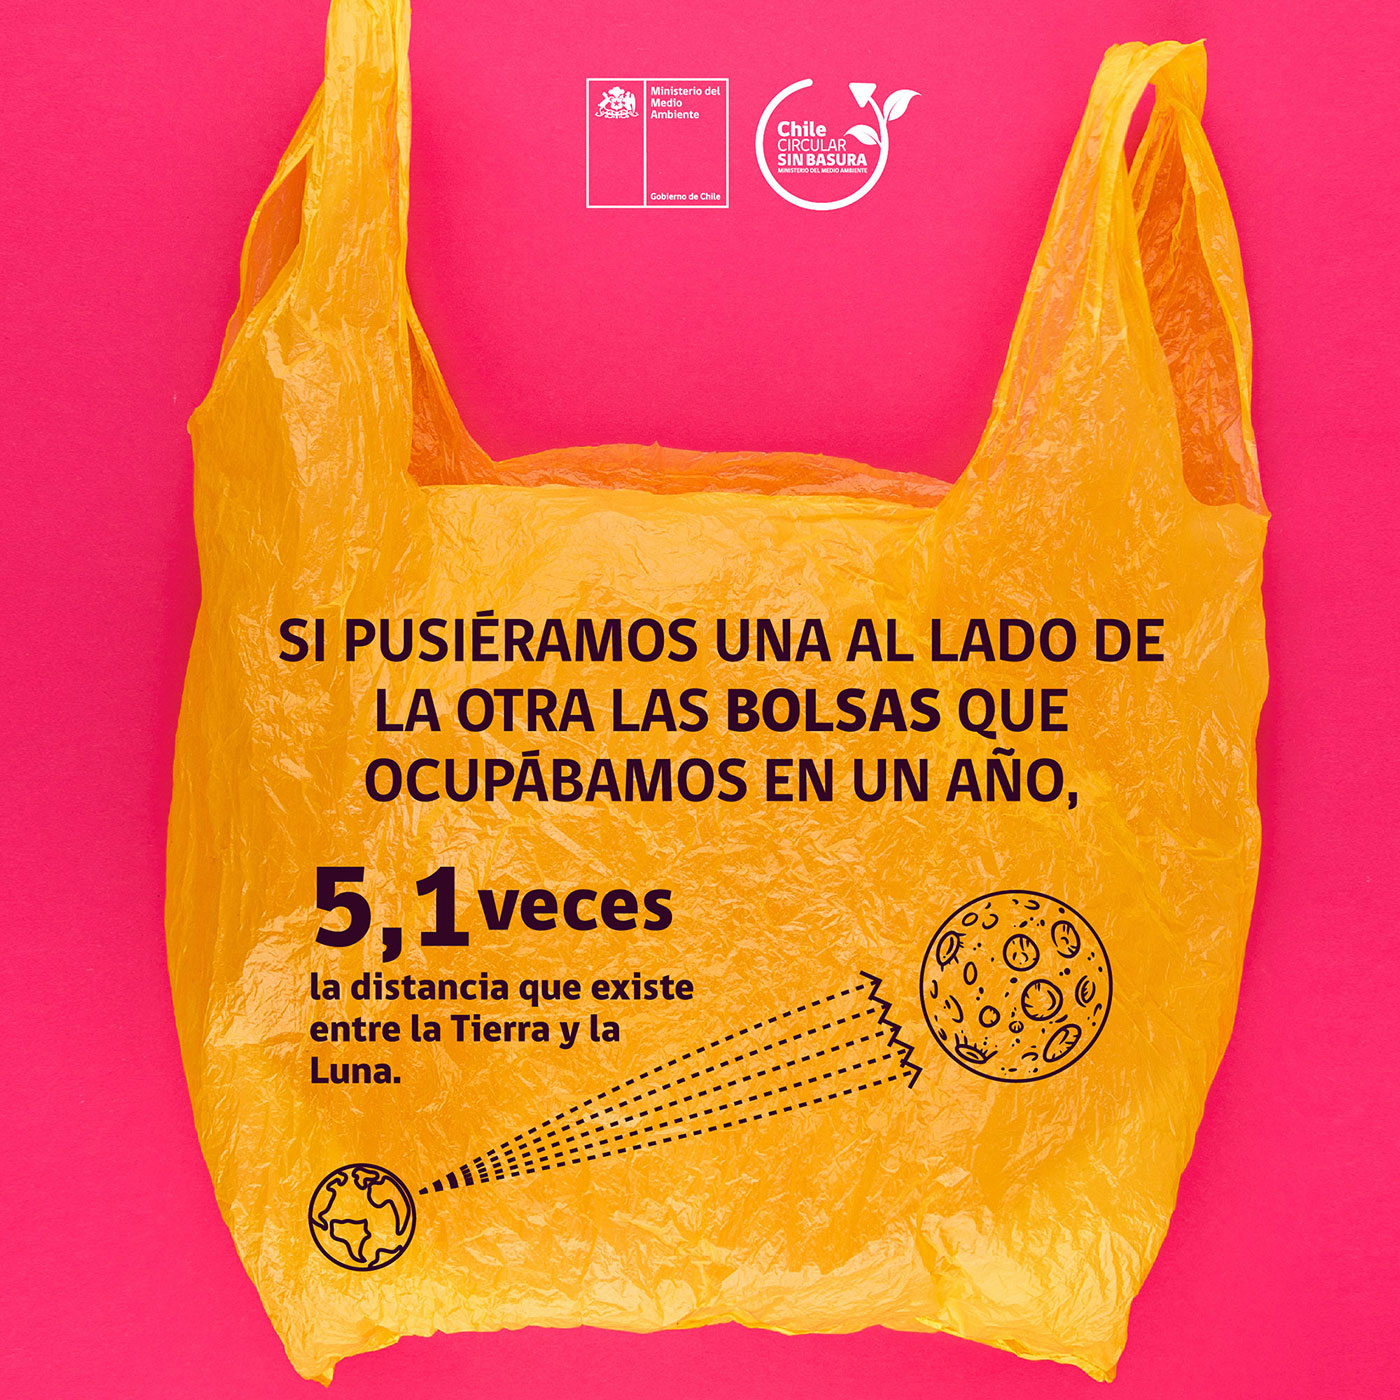 Ministerio del
Medio
Ambiente
Gobierno de Chile
Chile
CIRCULAR
SIN BASURA
MINISTERIO DEL MEDIO AMBIENTE
SI PUSIÉRAMOS UNA AL LADO DE
LA OTRA LAS BOLSAS QUE
OCUPÁBAMOS EN UN AÑO,
5,1 veces
la distancia que existe
entre la Tierra y la
Luna.